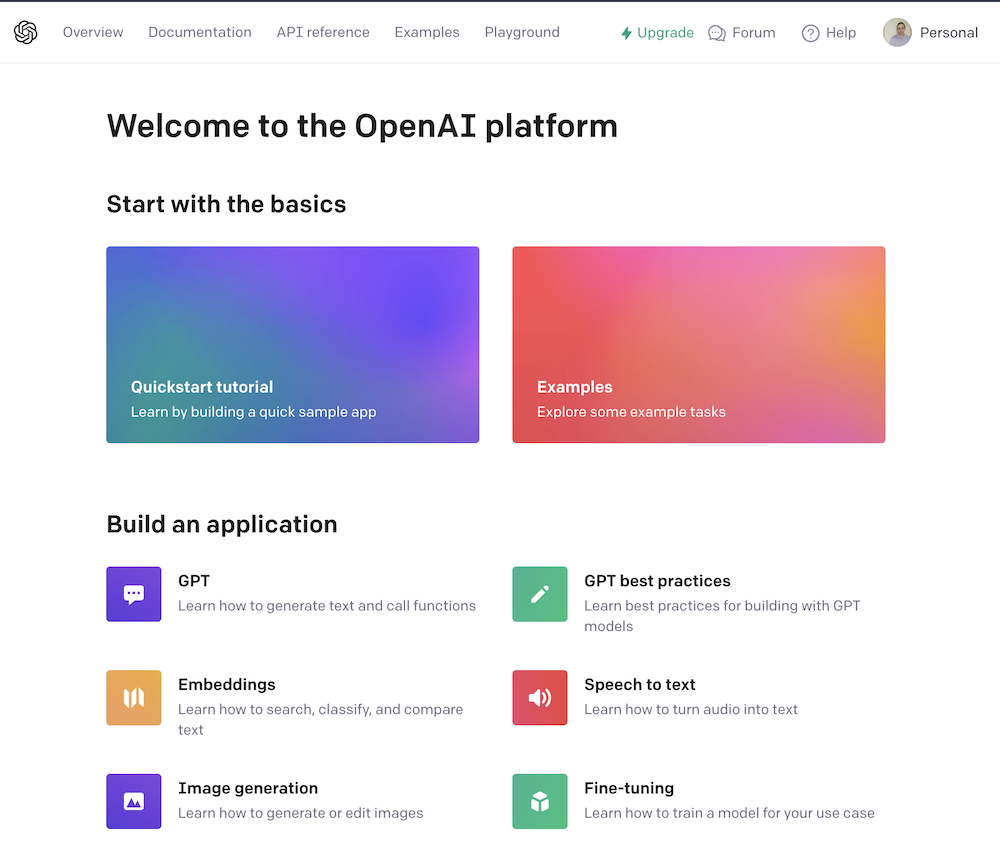 Overview Documentation API reference Examples Playground Upgrade Forum Help Personal
Welcome to the OpenAI platform
Start with the basics
Quickstart tutorial
Learn by building a quick sample app
Examples
Explore some example tasks
Build an application
GPT
Learn how to generate text and call functions
GPT best practices
Learn best practices for building with GPT
models
Embeddings
Learn how to search, classify, and compare
text
Speech to text
Learn how to turn audio into text
Image generation
Learn how to generate or edit images
Fine-tuning
Learn how to train a model for your use case